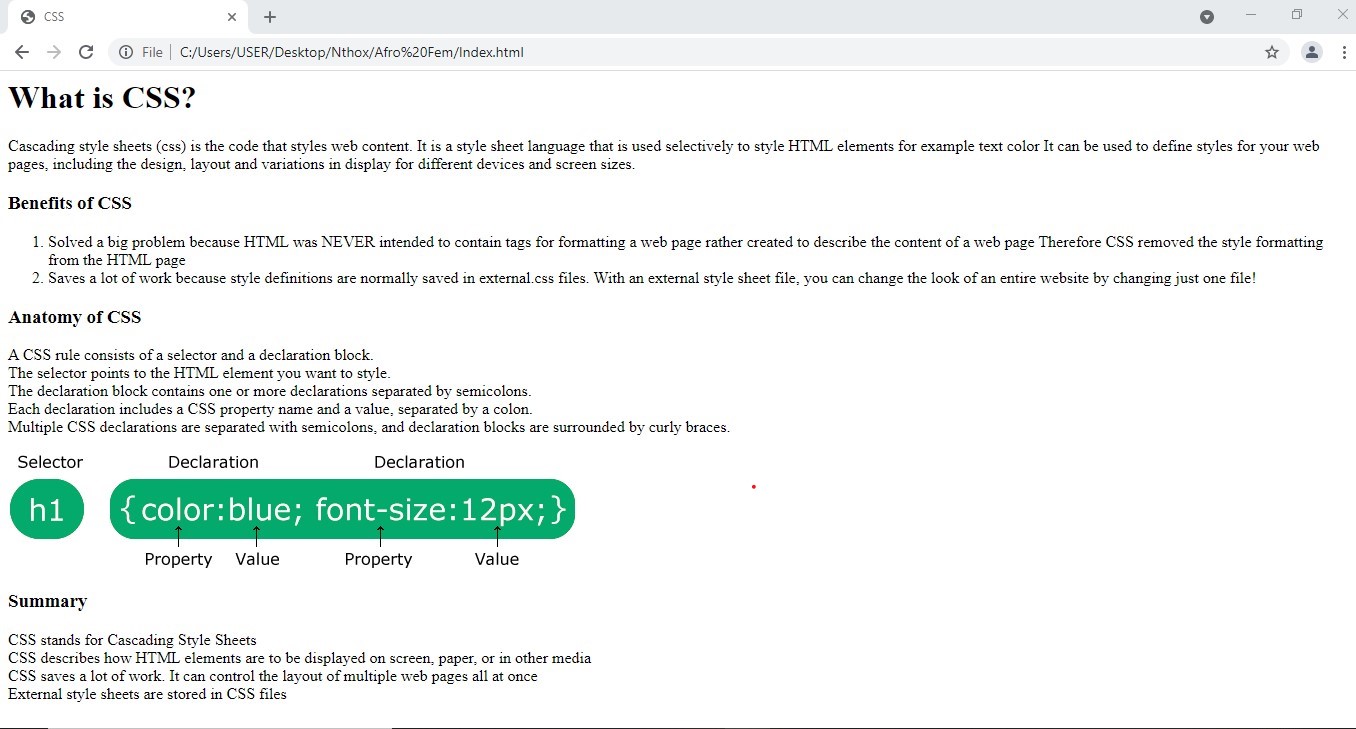 CSS
File
C:/Users/USER/Desktop/Nthox/Afro%20Fem/Index.html
What is CSS?
Cascading style sheets (css) is the code that styles web content. It is a style sheet language that is used selectively to style HTML elements for example text color It can be used to define styles for your web
pages, including the design, layout and variations in display for different devices and screen sizes.
Benefits of CSS
1. Solved a big problem because HTML was NEVER intended to contain tags for formatting a web page rather created to describe the content of a web page Therefore CSS removed the style formatting
from the HTML page
2. Saves a lot of work because style definitions are normally saved in external.css files. With an external style sheet file, you can change the look of an entire website by changing just one file!
Anatomy of CSS
A CSS rule consists of a selector and a declaration block.
The selector points to the HTML element you want to style.
The declaration block contains one or more declarations separated by semicolons.
Each declaration includes a CSS property name and a value, separated by a colon.
Multiple CSS declarations are separated with semicolons, and declaration blocks are surrounded by curly braces.
Selector Declaration Declaration
h1 {color:blue; font-size:12px;}
Property Value Property Value
Summary
CSS stands for Cascading Style Sheets
CSS describes how HTML elements are to be displayed on screen, paper, or in other media
CSS saves a lot of work. It can control the layout of multiple web pages all at once
External style sheets are stored in CSS files